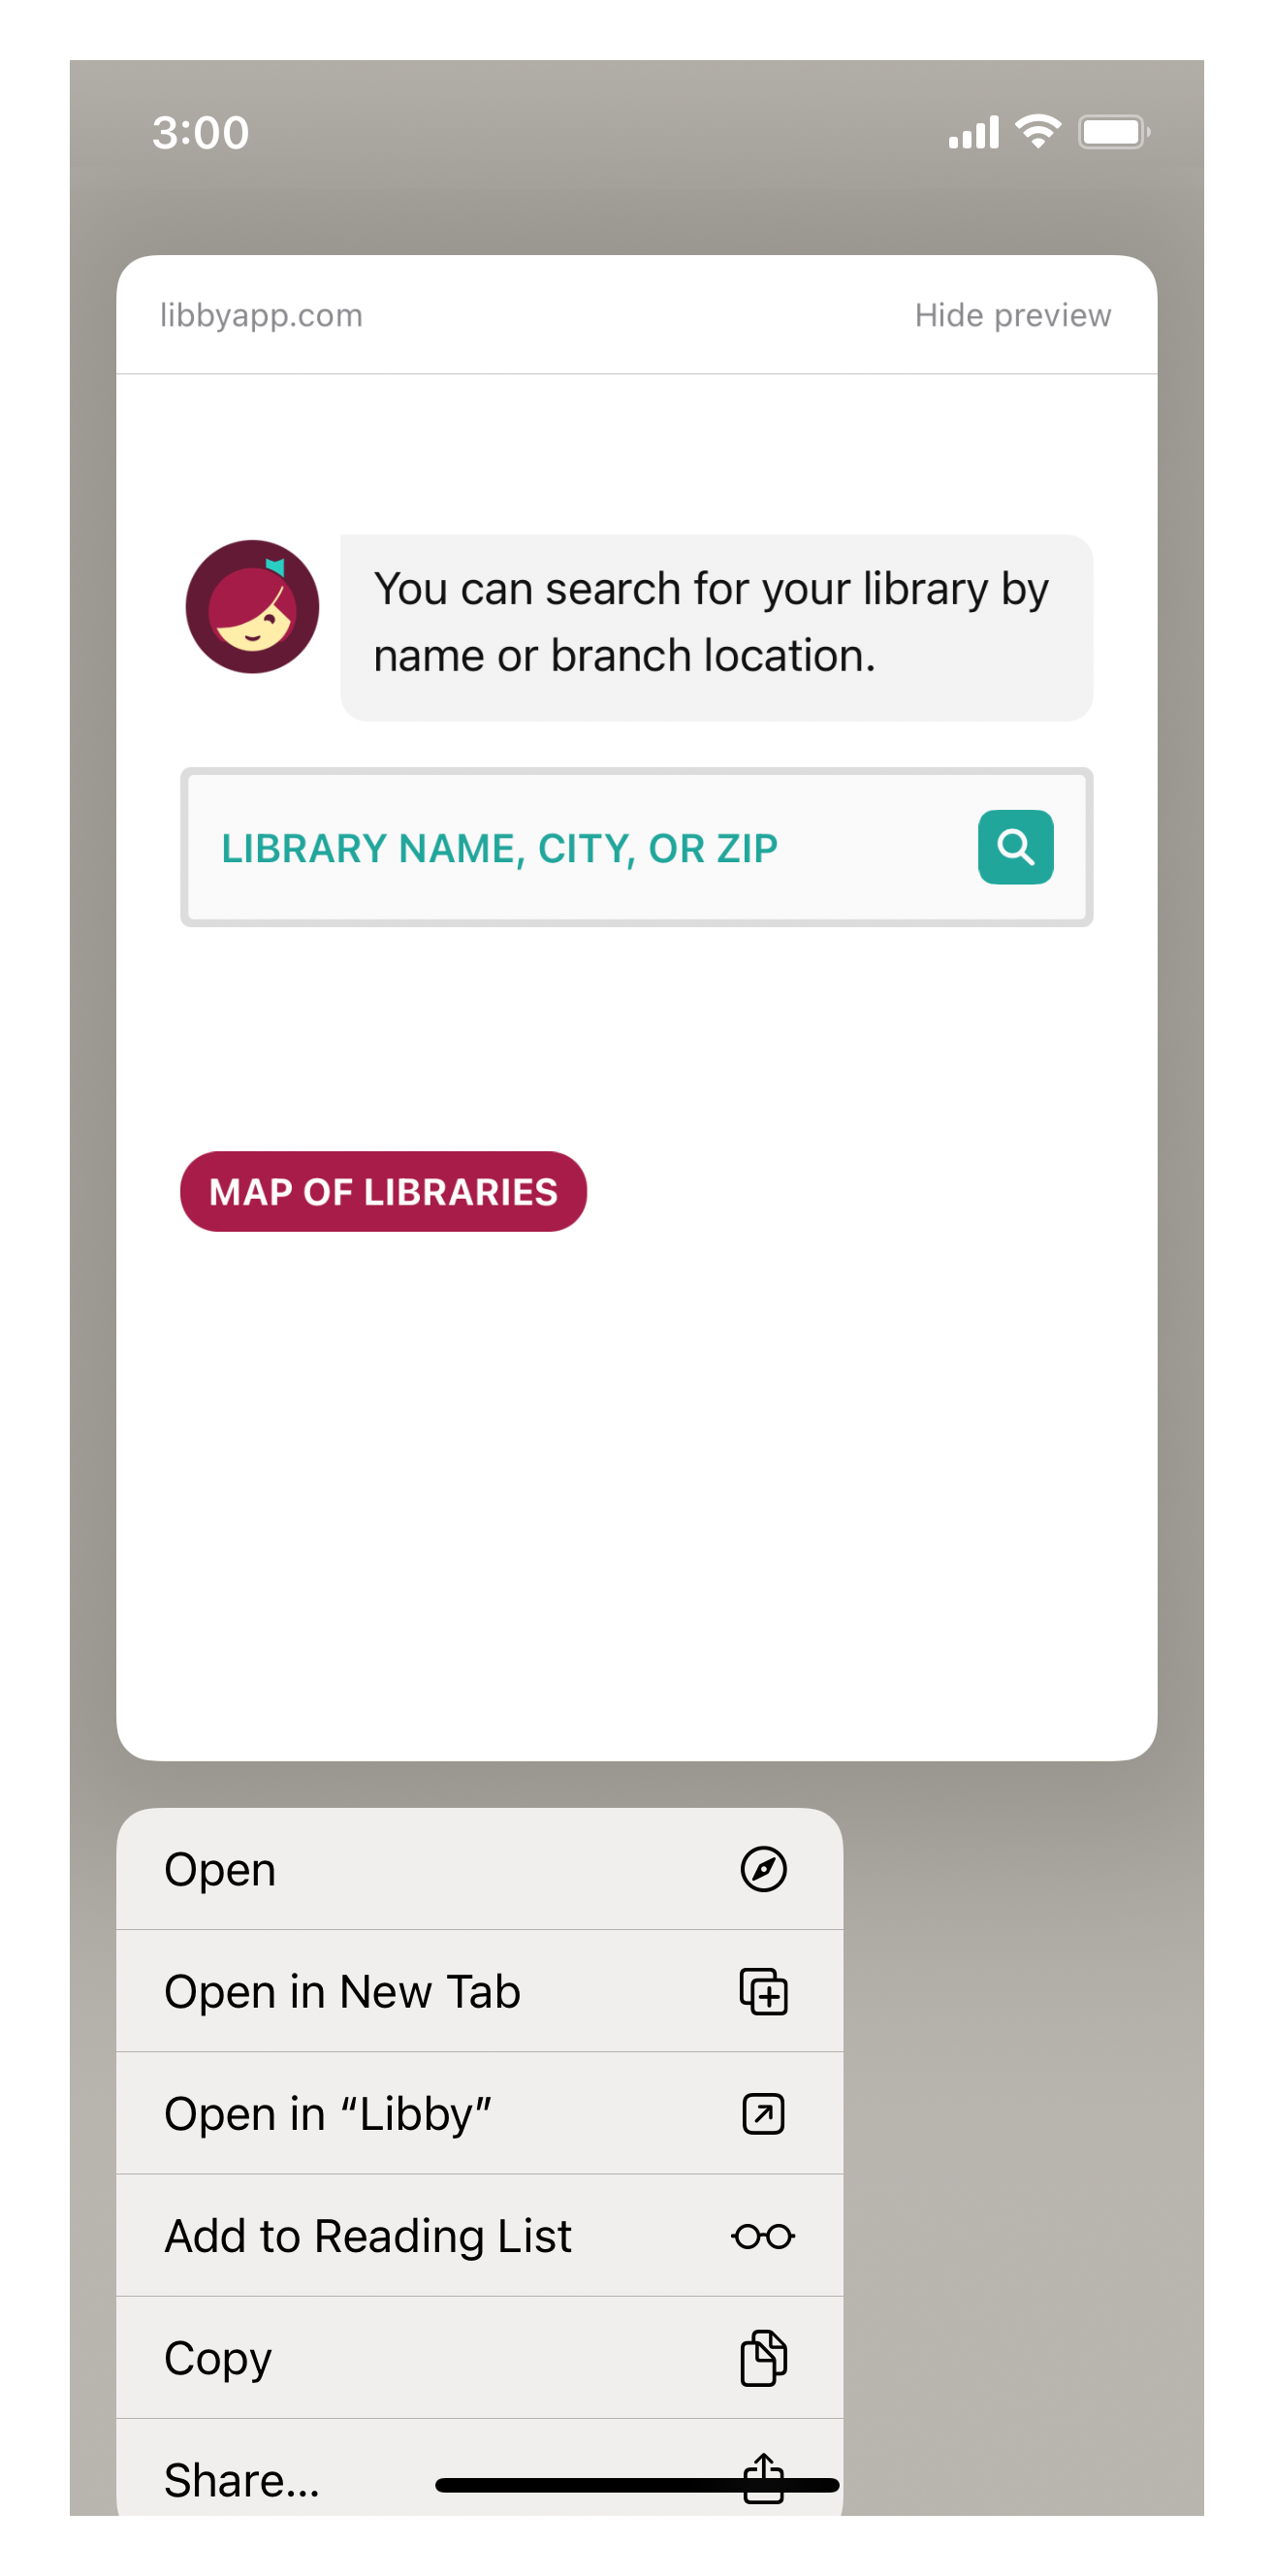 3:00
libbyapp.com Hide preview
You can search for your library by
name or branch location.
LIBRARY NAME, CITY, OR ZIP
MAP OF LIBRARIES
Open
Open in New Tab
Open in “Libby”
Add to Reading List
Copy
Share...